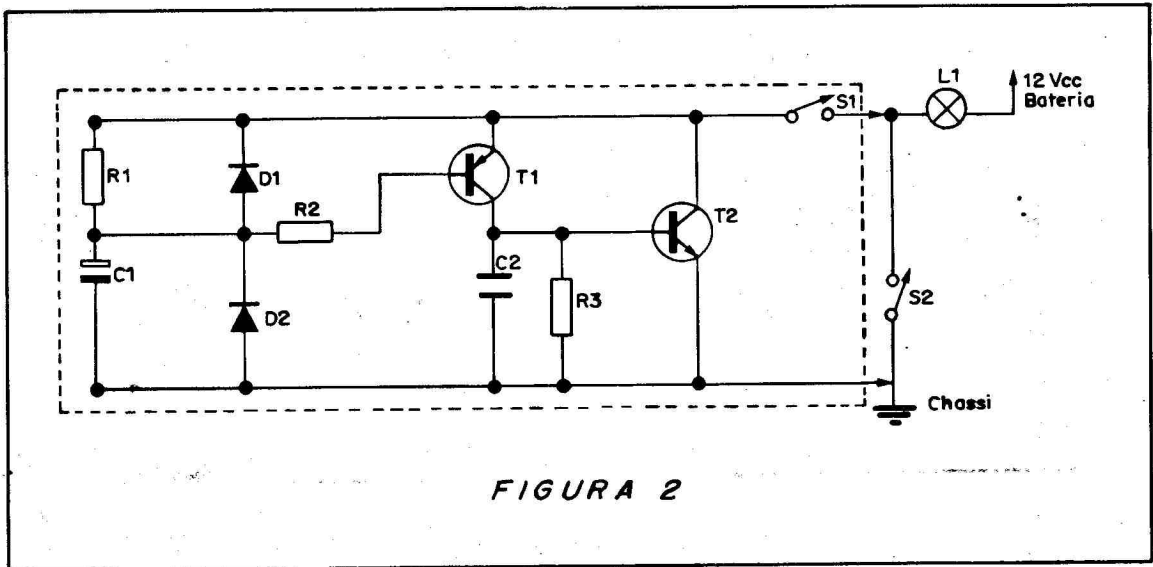 L1
12 Vcc
Bateria
S1
R1
D1
T1
R2
T2
C1
C2
R3
S2
D2
Chassi
FIGURA 2